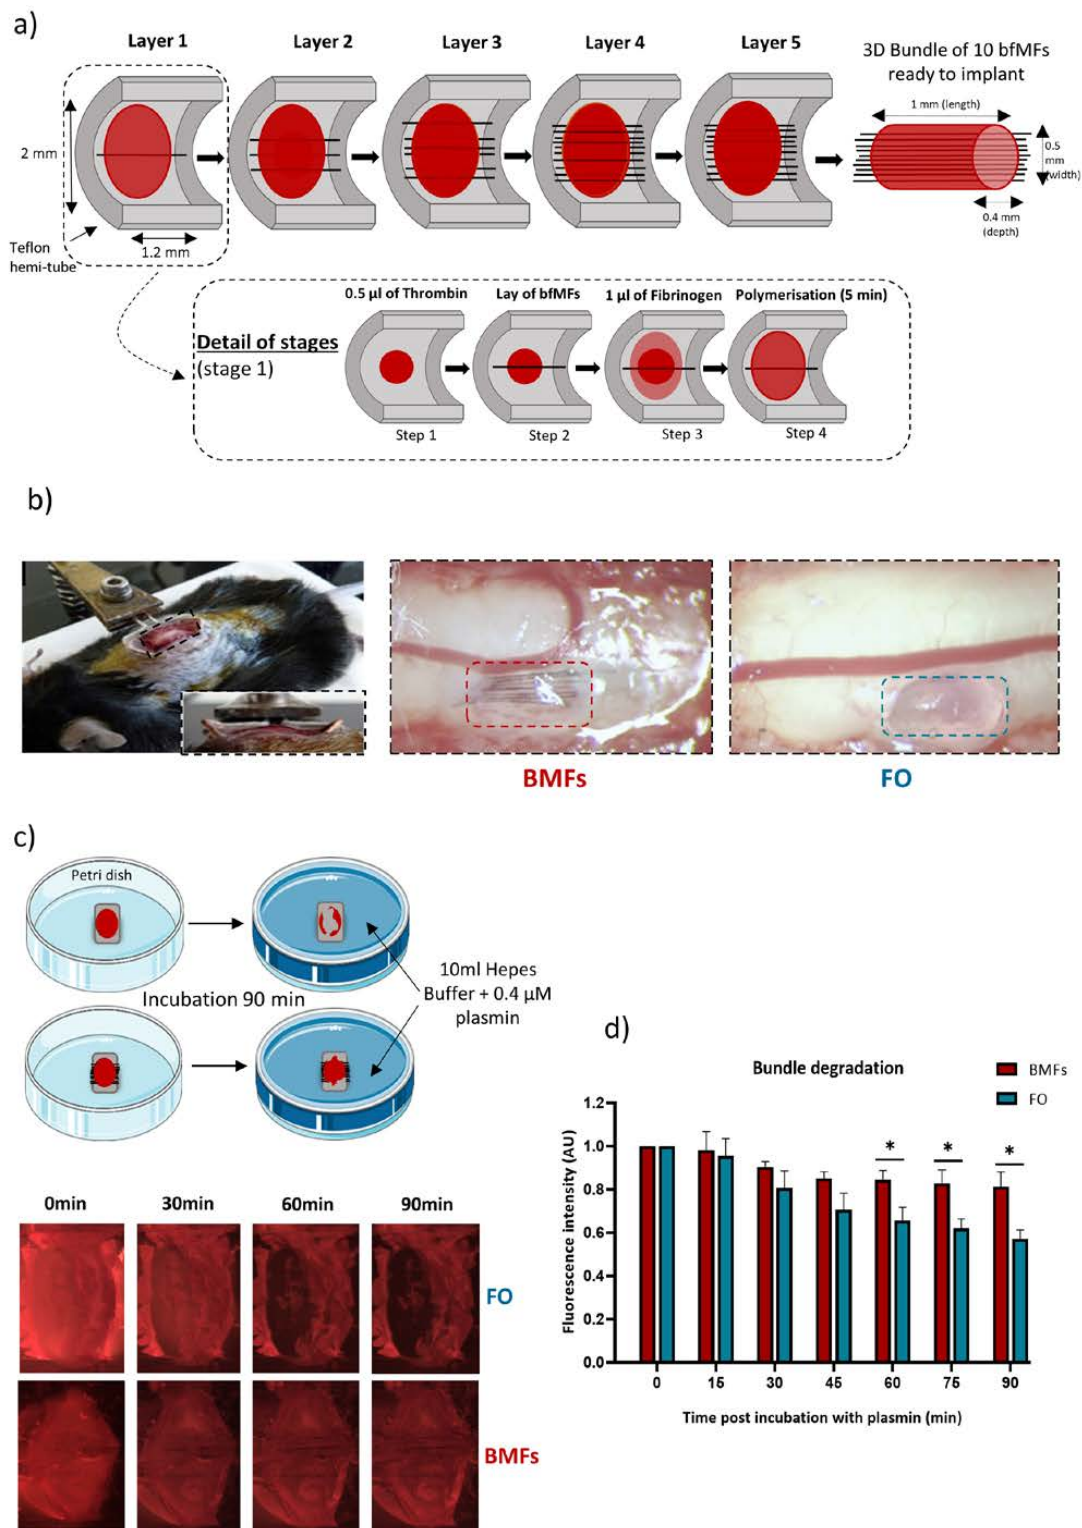 a)
Layer 1
Layer 2
Layer 3
Layer 4
Layer 5
3D Bundle of 10 bfMFs
ready to implant
1 mm (length)
2 mm
0.5
mm
(width)
0.4 mm
(depth)
Teflon
hemi-tube
1.2 mm
0.5 µl of Thrombin
Lay of bfMFs
1 µl of Fibrinogen
Polymerisation (5 min)
Detail of stages
(stage 1)
Step 1
Step 2
Step 3
Step 4
b)
BMFs
FO
c)
Petri dish
Incubation 90 min
10ml Hepes
Buffer + 0.4 µM
plasmin
0min
30min
60min
90min
FO
BMFs
d)
Bundle degradation
BMFs
FO
Fluorescence intensity (AU)
1.2
1.0
0.8
0.6
0.4
0.2
0.0
* * *
0 15 30 45 60 75 90
Time post incubation with plasmin (min)